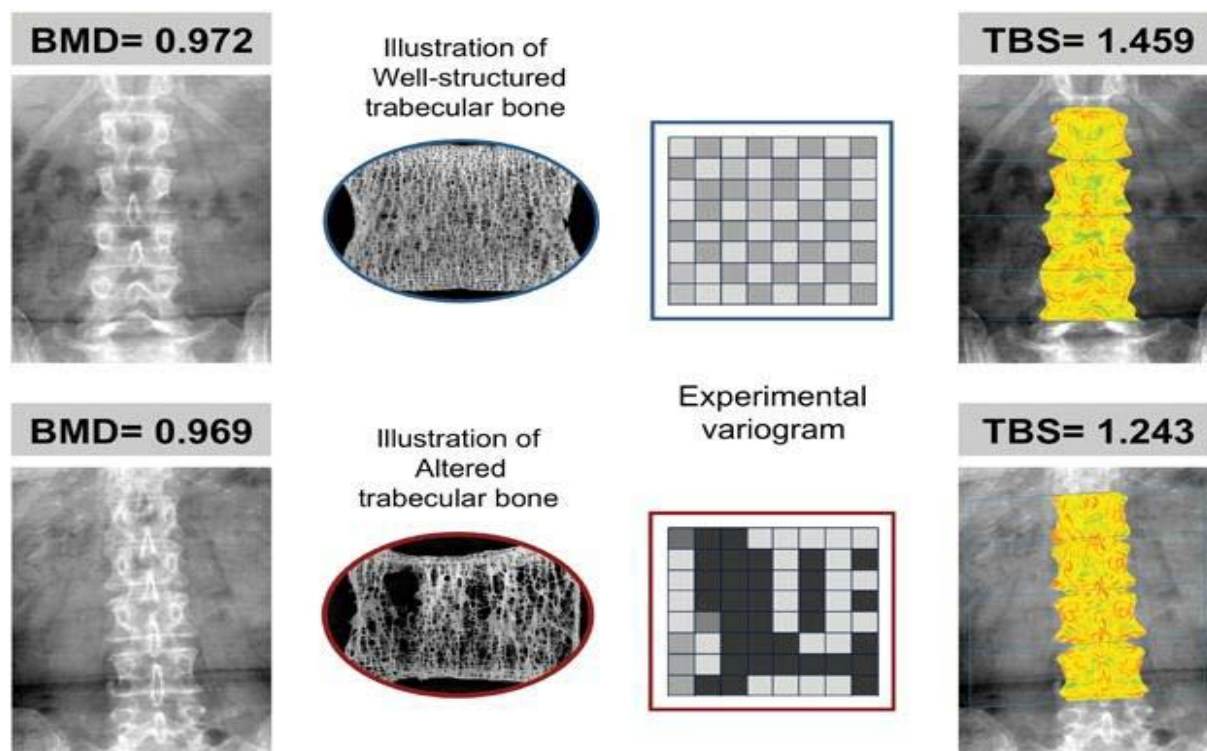 BMD= 0.972
Illustration of
Well-structured
trabecular bone
TBS= 1.459
BMD= 0.969
Illustration of
Altered
trabecular bone
Experimental
variogram
TBS= 1.243